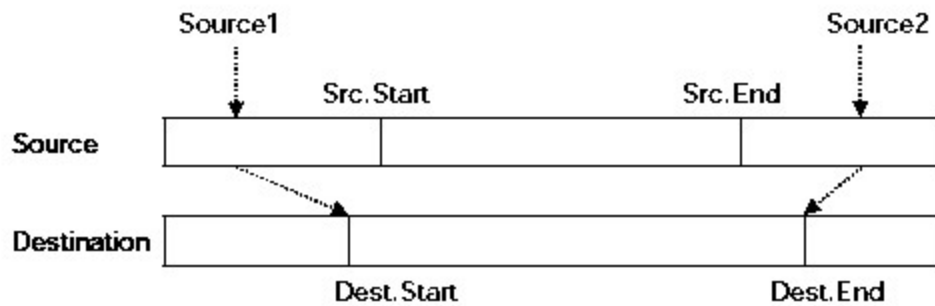 Source1 Source2
Src.Start Src.End
Source
Destination
Dest.Start Dest.End